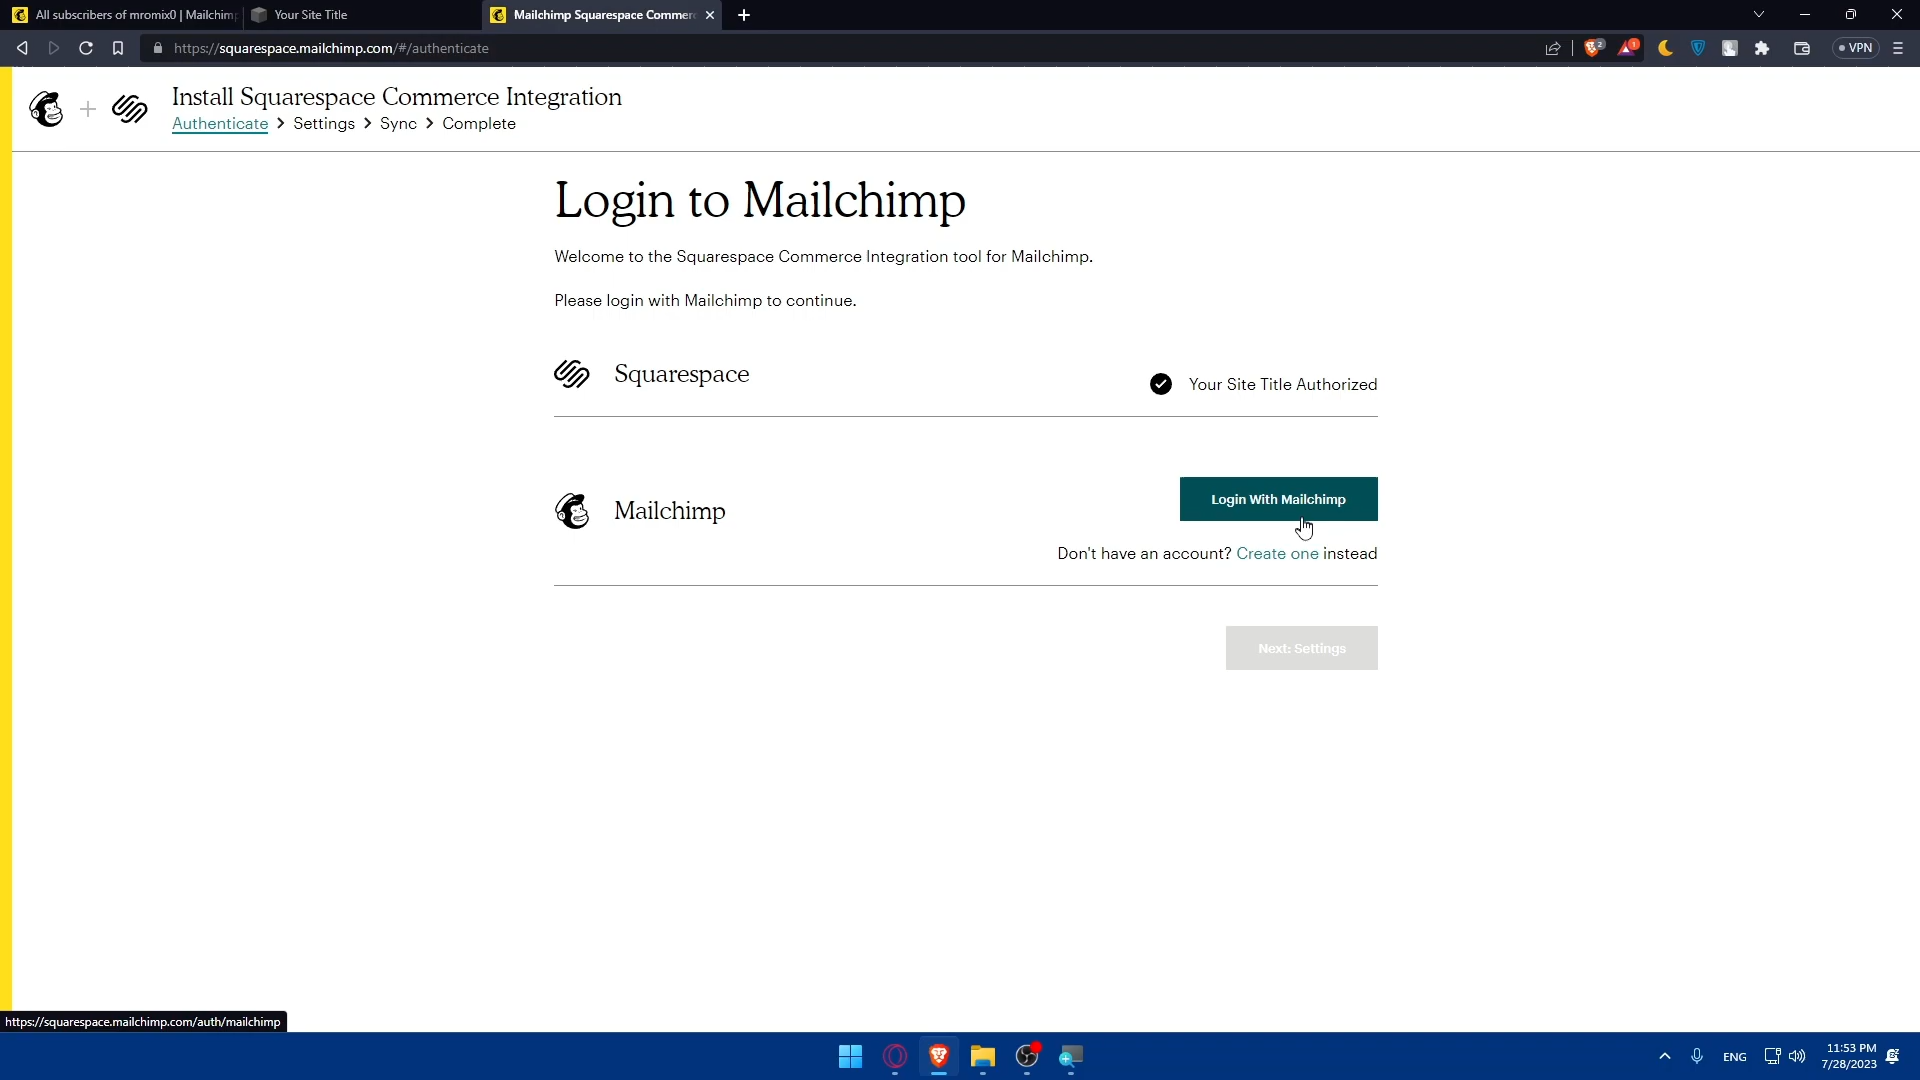 All subscribers of mromix0 | Mailchimp
Your Site Title
Mailchimp Squarespace Commer
https://squarespace.mailchimp.com/#/authenticate
2
1
VPN
Install Squarespace Commerce Integration
Authenticate > Settings > Sync > Complete
Login to Mailchimp
Welcome to the Squarespace Commerce Integration tool for Mailchimp.
Please login with Mailchimp to continue.
Squarespace
Your Site Title Authorized
Mailchimp
Login With Mailchimp
Don't have an account? Create one instead
Next: Settings
https://squarespace.mailchimp.com/auth/mailchimp
ENG
11:53 PM
7/28/2023